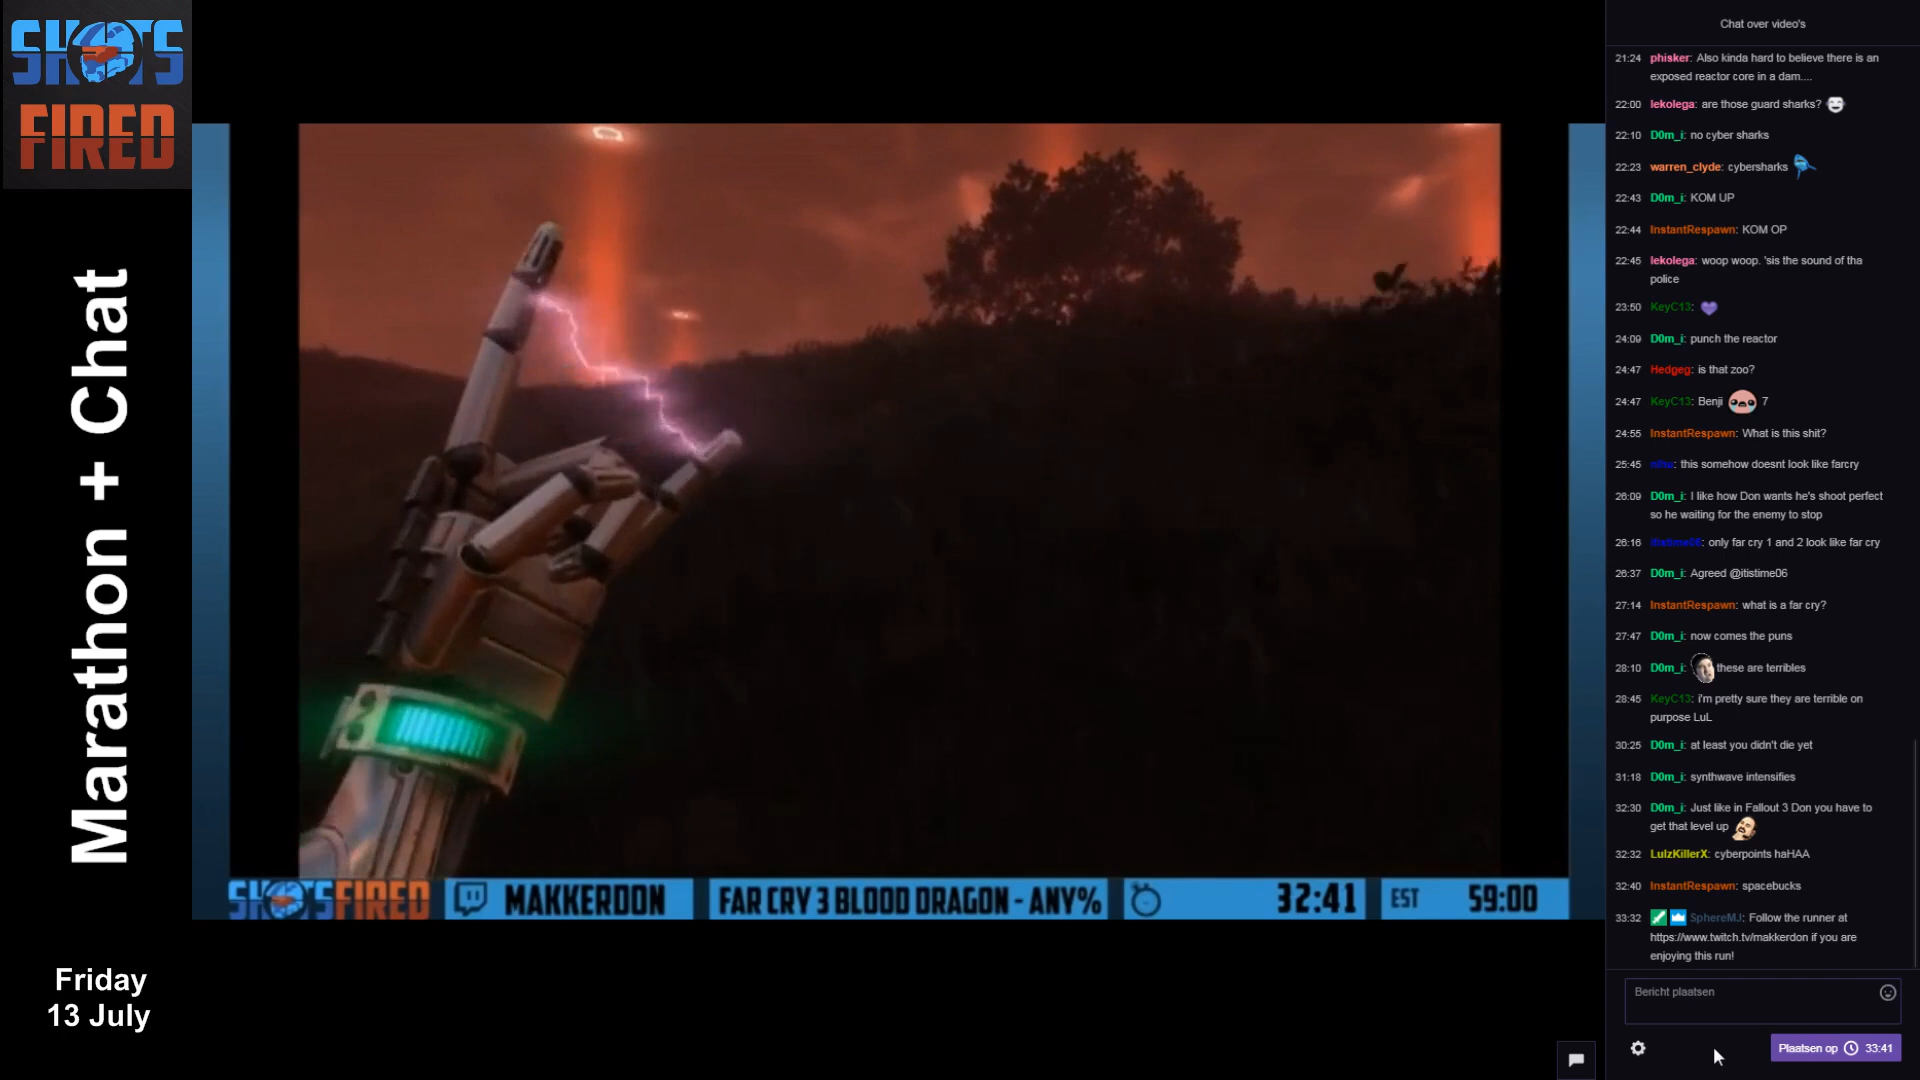 SHOTS
FIRED
Marathon + Chat
Friday
13 July
SHOTSFIRED
MAKKERDON
FAR CRY 3 BLOOD DRAGON - ANY%
32:41
EST
59:00
Chat over video's
21:24 phisker: Also kinda hard to believe there is an
exposed reactor core in a dam....
22:00 lekolega: are those guard sharks?
22:10 D0m_i: no cyber sharks
22:23 warren_clyde: cybersharks
22:43 D0m_i: KOM UP
22:44 InstantRespawn: KOM OP
22:45 lekolega: woop woop. 'sis the sound of tha
police
23:50 KeyC13:
24:09 D0m_i: punch the reactor
24:47 Hedgeg: is that zoo?
24:47 KeyC13: Benji 7
24:55 InstantRespawn: What is this shit?
25:45 this somehow doesnt look like farcry
26:09 D0m_i: I like how Don wants he's shoot perfect
so he waiting for the enemy to stop
26:16 itistime06: only far cry 1 and 2 look like far cry
26:37 D0m_i: Agreed @itistime06
27:14 InstantRespawn: what is a far cry?
27:47 D0m_i: now comes the puns
28:10 D0m_i: these are terribles
28:45 KeyC13: i'm pretty sure they are terrible on
purpose LuL
30:25 D0m_i: at least you didn't die yet
31:18 D0m_i: synthwave intensifies
32:30 D0m_i: Just like in Fallout 3 Don you have to
get that level up
32:32 LulzKillerX: cyberpoints haHAA
32:40 InstantRespawn: spacebucks
33:32 SphereMJ: Follow the runner at
https://www.twitch.tv/makkerdon if you are
enjoying this run!
Bericht plaatsen
Plaatsen op 33:41